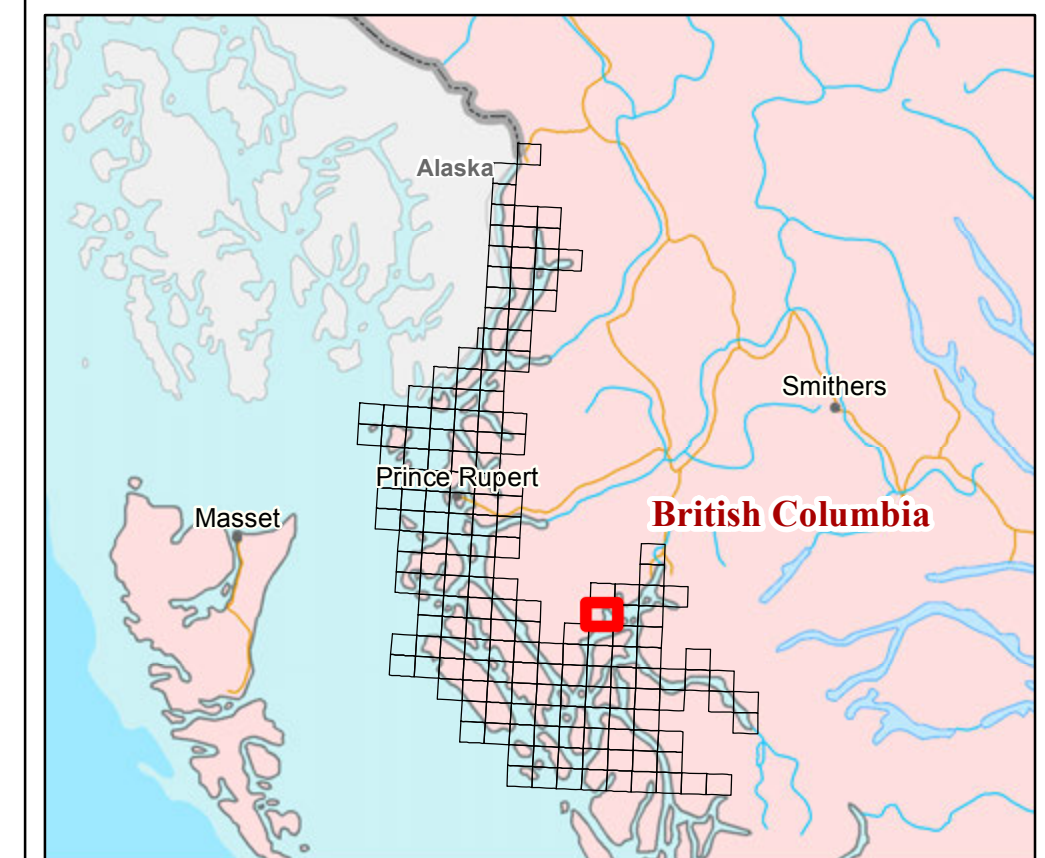 Alaska
Smithers
Prince Rupert
British Columbia
Masset